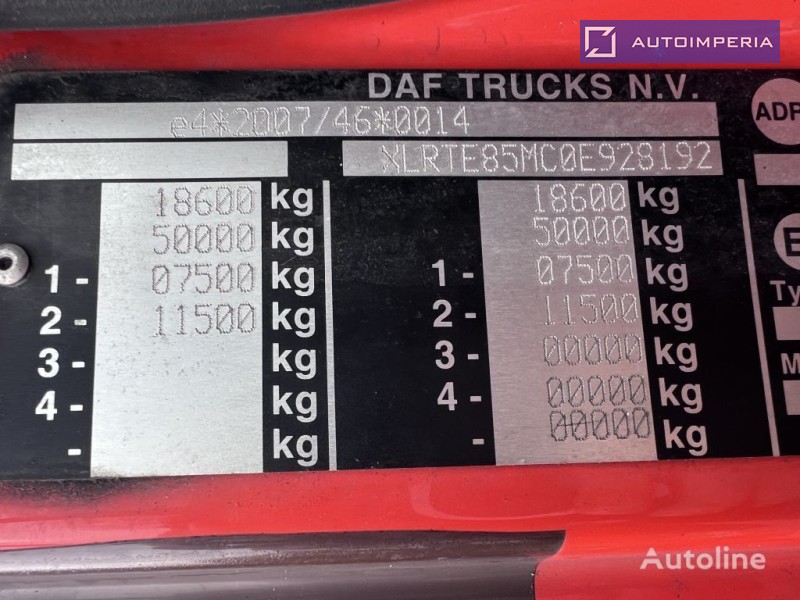 AUTOIMPERIA
DAF TRUCKS N.V.
ADR
e4*2007/46*0014
XLRTE85MC0E928192
18600 kg
50000
1 - 07500 kg
2 - 11500 kg
3 - kg
4 - kg
- kg
18600 kg
50000 kg
1 - 07500 kg
2 - 11500 kg
3 - 00000 kg
4 - 00000 kg
- 00000 kg
E
Ty
M
Autoline